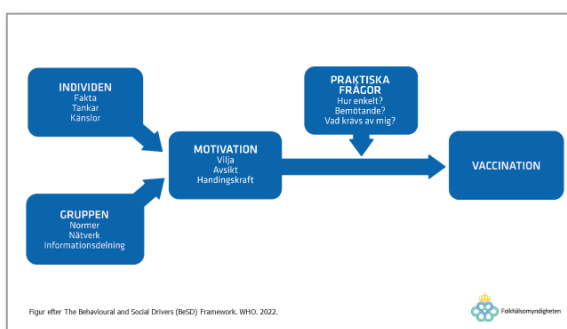 INDIVIDEN
Fakta
Tankar
Känslor
GRUPPEN
Normer
Nätverk
Informationsdelning
MOTIVATION
Vilja
Avsikt
Handingskraft
PRAKTISKA
FRÅGOR
Hur enkelt?
Bemötande?
Vad krävs av mig?
VACCINATION
Figur efter The Behavioural and Social Drivers (BeSD) Framework. WHO. 2022.
Folkhälsomyndigheten